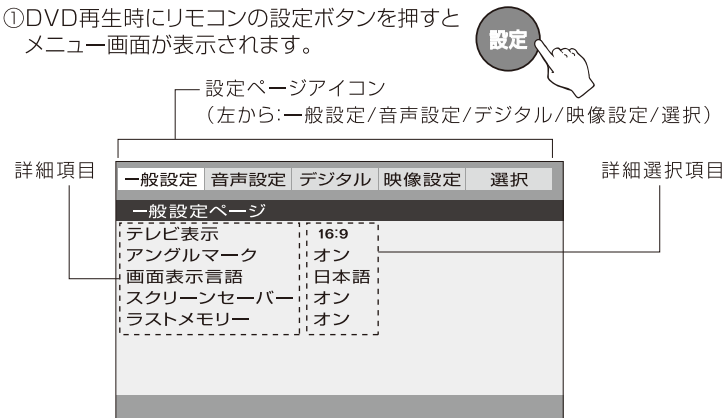 ①DVD再生時にリモコンの設定ボタンを押すと
メニュー画面が表示されます。
設定
設定ページアイコン
(左から:一般設定/音声設定/デジタル/映像設定/選択)
詳細項目
詳細選択項目
一般設定 音声設定 デジタル 映像設定 選択
一般設定ページ
テレビ表示 16:9
アングルマーク オン
画面表示言語 日本語
スクリーンセーバー オン
ラストメモリー オン